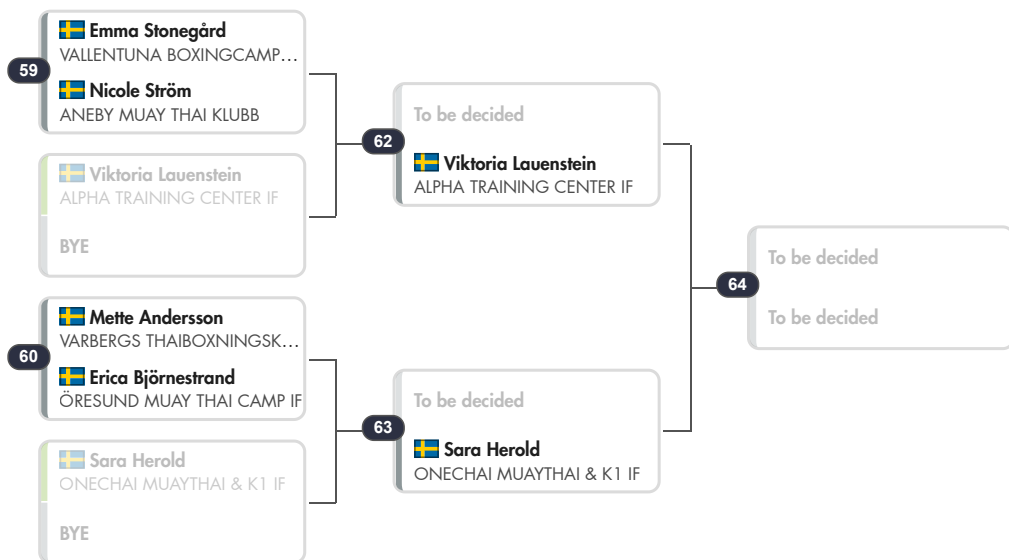 Emma Stonegård
VALLENTUNA BOXINGCAMP...
59
Nicole Ström
ANEBY MUAY THAI KLUBB
Viktoria Lauenstein
ALPHA TRAINING CENTER IF
BYE
Mette Andersson
VARBERGS THAIBOXNINGSK...
60
Erica Björnestrand
ÖRESUND MUAY THAI CAMP IF
Sara Herold
ONECHAI MUAYTHAI & K1 IF
BYE
To be decided
62
Viktoria Lauenstein
ALPHA TRAINING CENTER IF
To be decided
63
Sara Herold
ONECHAI MUAYTHAI & K1 IF
To be decided
64
To be decided